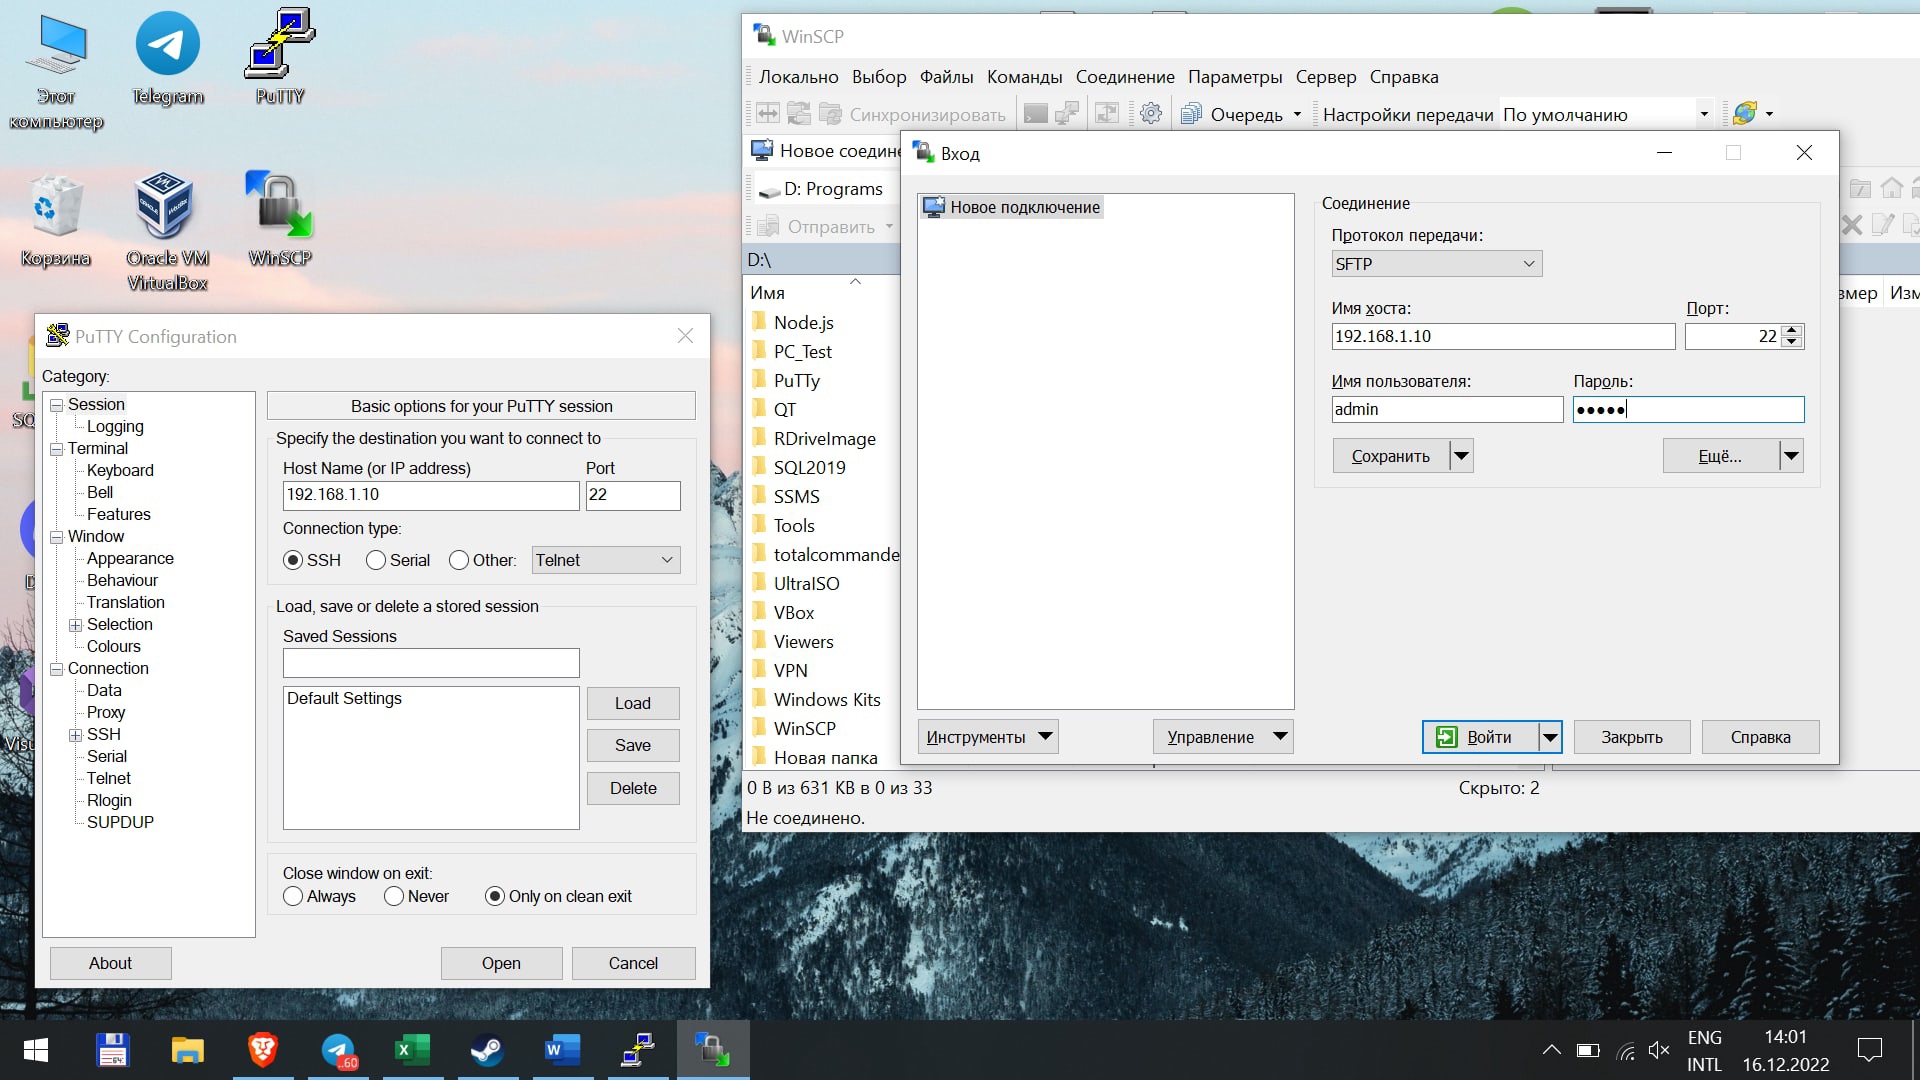 Этот
компьютер
Telegram
PuTTY
Корзина
Oracle VM
VirtualBox
WinSCP
PuTTY Configuration
Category:
Session
Logging
Terminal
Keyboard
Bell
Features
Window
Appearance
Behaviour
Translation
Selection
Colours
Connection
Data
Proxy
SSH
Serial
Telnet
Rlogin
SUPDUP
Basic options for your PuTTY session
Specify the destination you want to connect to
Host Name (or IP address)
Port
192.168.1.10
22
Connection type:
SSH
Serial
Other:
Telnet
Load, save or delete a stored session
Saved Sessions
Default Settings
Load
Save
Delete
Close window on exit:
Always
Never
Only on clean exit
About
Open
Cancel
WinSCP
Локально Выбор Файлы Команды Соединение Параметры Сервер Справка
Синхронизировать
Очередь
Настройки передачи По умолчанию
Новое соедине
D: Programs
Отправить
D:\
Имя
Node.js
PC_Test
PuTTy
QT
RDriveImage
SQL2019
SSMS
Tools
totalcommande
UltraISO
VBox
Viewers
VPN
Windows Kits
WinSCP
Новая папка
змер
Изм
0 B из 631 KB в 0 из 33
Скрыто: 2
Не соединено.
Вход
Новое подключение
Соединение
Протокол передачи:
SFTP
Имя хоста:
Порт:
192.168.1.10
22
Имя пользователя:
Пароль:
admin
●●●●●
Сохранить
Ещё...
Инструменты
Управление
Войти
Закрыть
Справка
64
..60
ENG
INTL
14:01
16.12.2022